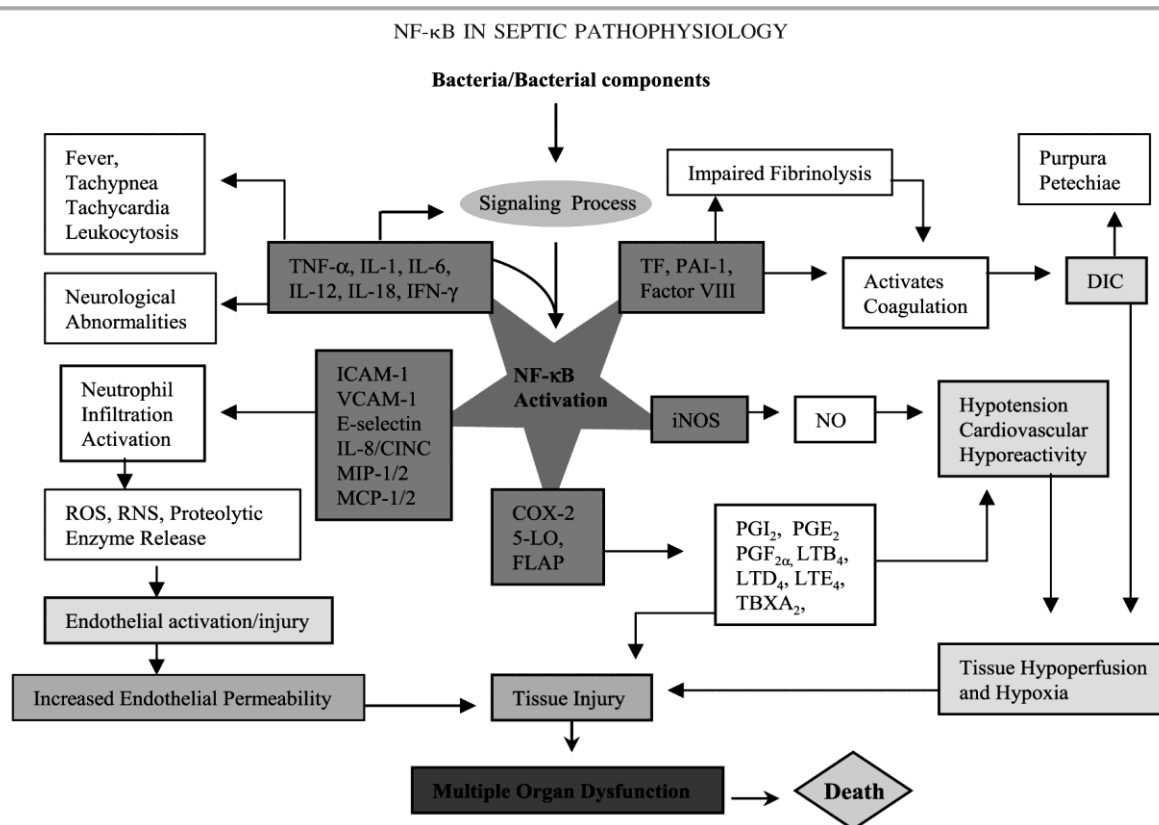 NF-κB IN SEPTIC PATHOPHYSIOLOGY
Bacteria/Bacterial components
Fever,
Tachypnea
Tachycardia
Leukocytosis
Impaired Fibrinolysis
Purpura
Petechiae
Signaling Process
TNF-α, IL-1, IL-6,
IL-12, IL-18, IFN-γ
TF, PAI-1,
Factor VIII
Activates
Coagulation
DIC
Neurological
Abnormalities
Neutrophil
Infiltration
Activation
ICAM-1
VCAM-1
E-selectin
IL-8/CINC
MIP-1/2
MCP-1/2
NF-κB
Activation
iNOS
NO
Hypotension
Cardiovascular
Hyporeactivity
ROS, RNS, Proteolytic
Enzyme Release
COX-2
5-LO,
FLAP
PGI₂, PGE₂
PGF₂α, LTB₄
LTD₄, LTE₄,
TBXA₂,
Endothelial activation/injury
Increased Endothelial Permeability
Tissue Injury
Tissue Hypoperfusion
and Hypoxia
Multiple Organ Dysfunction
Death